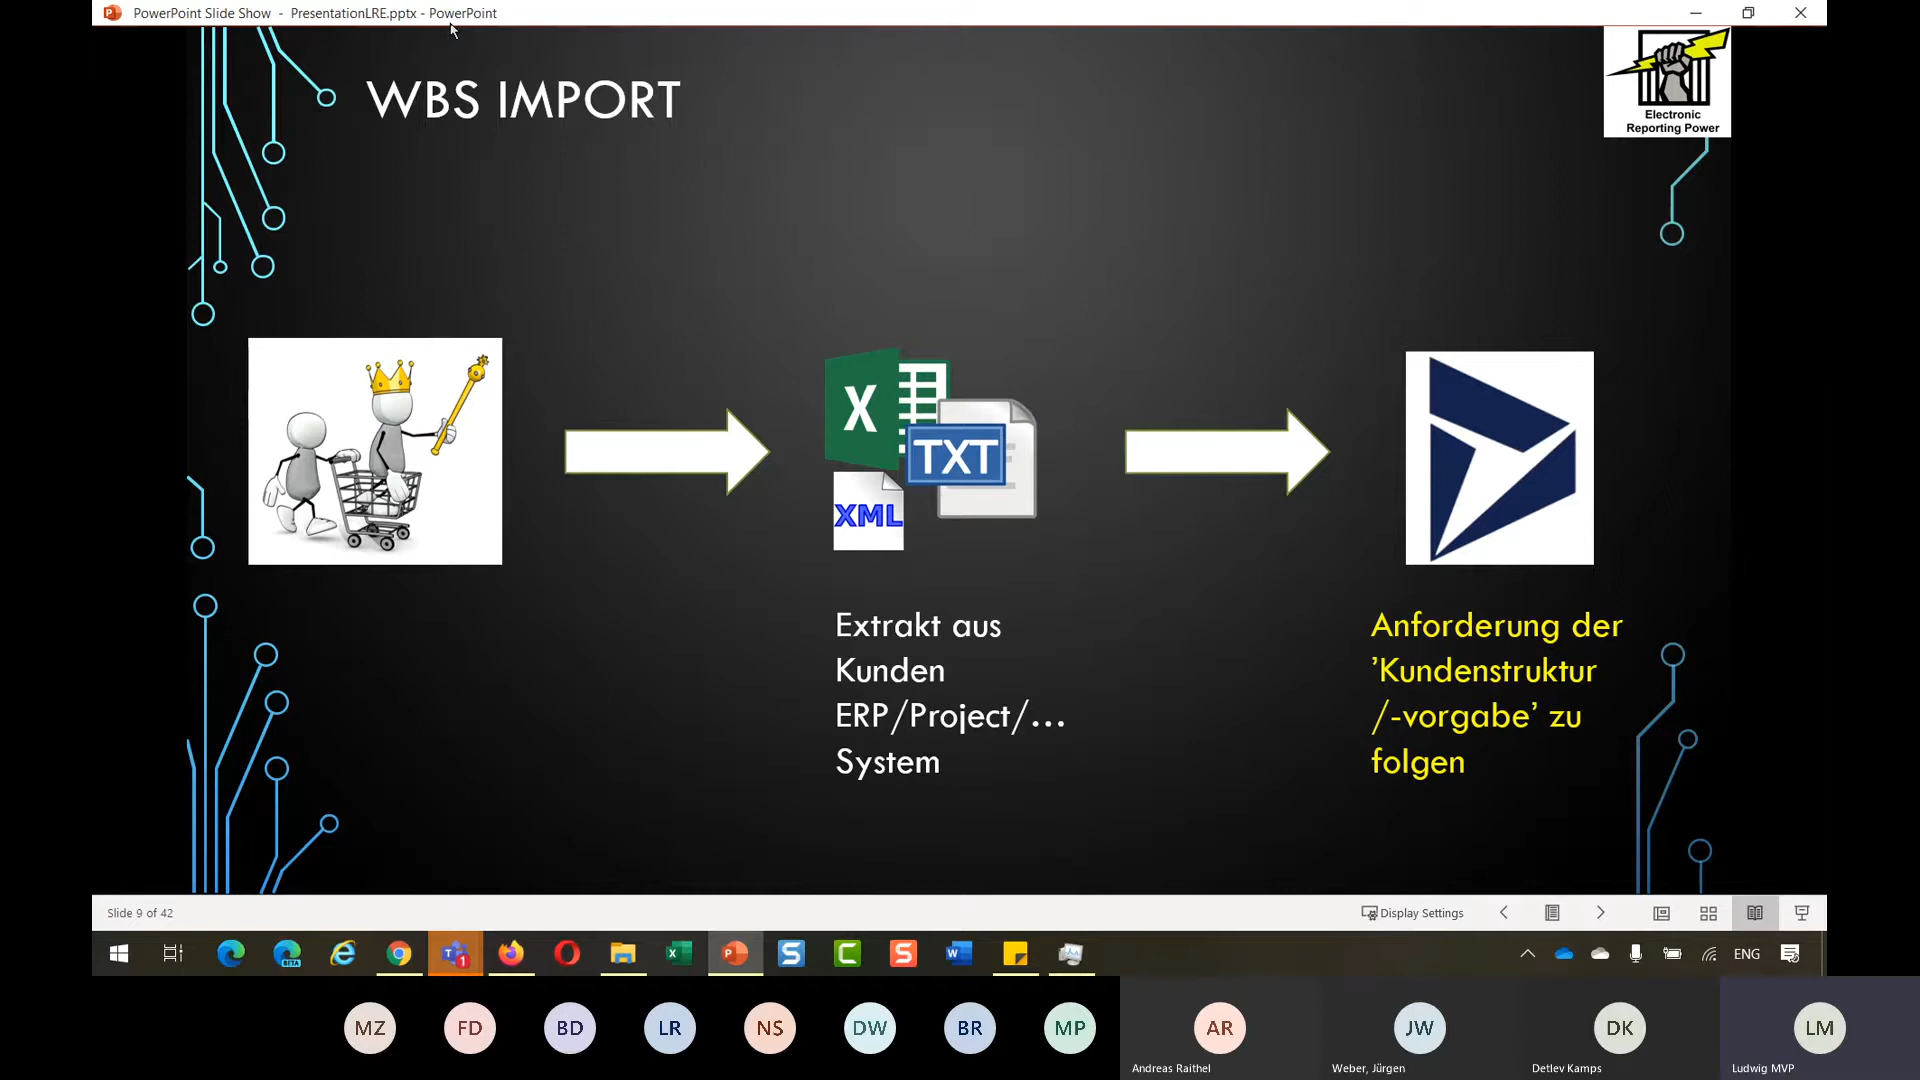 PowerPoint Slide Show - PresentationLRE.pptx - PowerPoint
WBS IMPORT
Electronic
Reporting Power
X
TXT
XML
Extrakt aus
Kunden
ERP/Project/...
System
Anforderung der
’Kundenstruktur
/-vorgabe’ zu
folgen
Slide 9 of 42
Display Settings
BETA
T
1
X
P
S
C
S
W
ENG
MZ
FD
BD
LR
NS
DW
BR
MP
AR
JW
DK
LM
Andreas Raithel
Weber, Jürgen
Detlev Kamps
Ludwig MVP